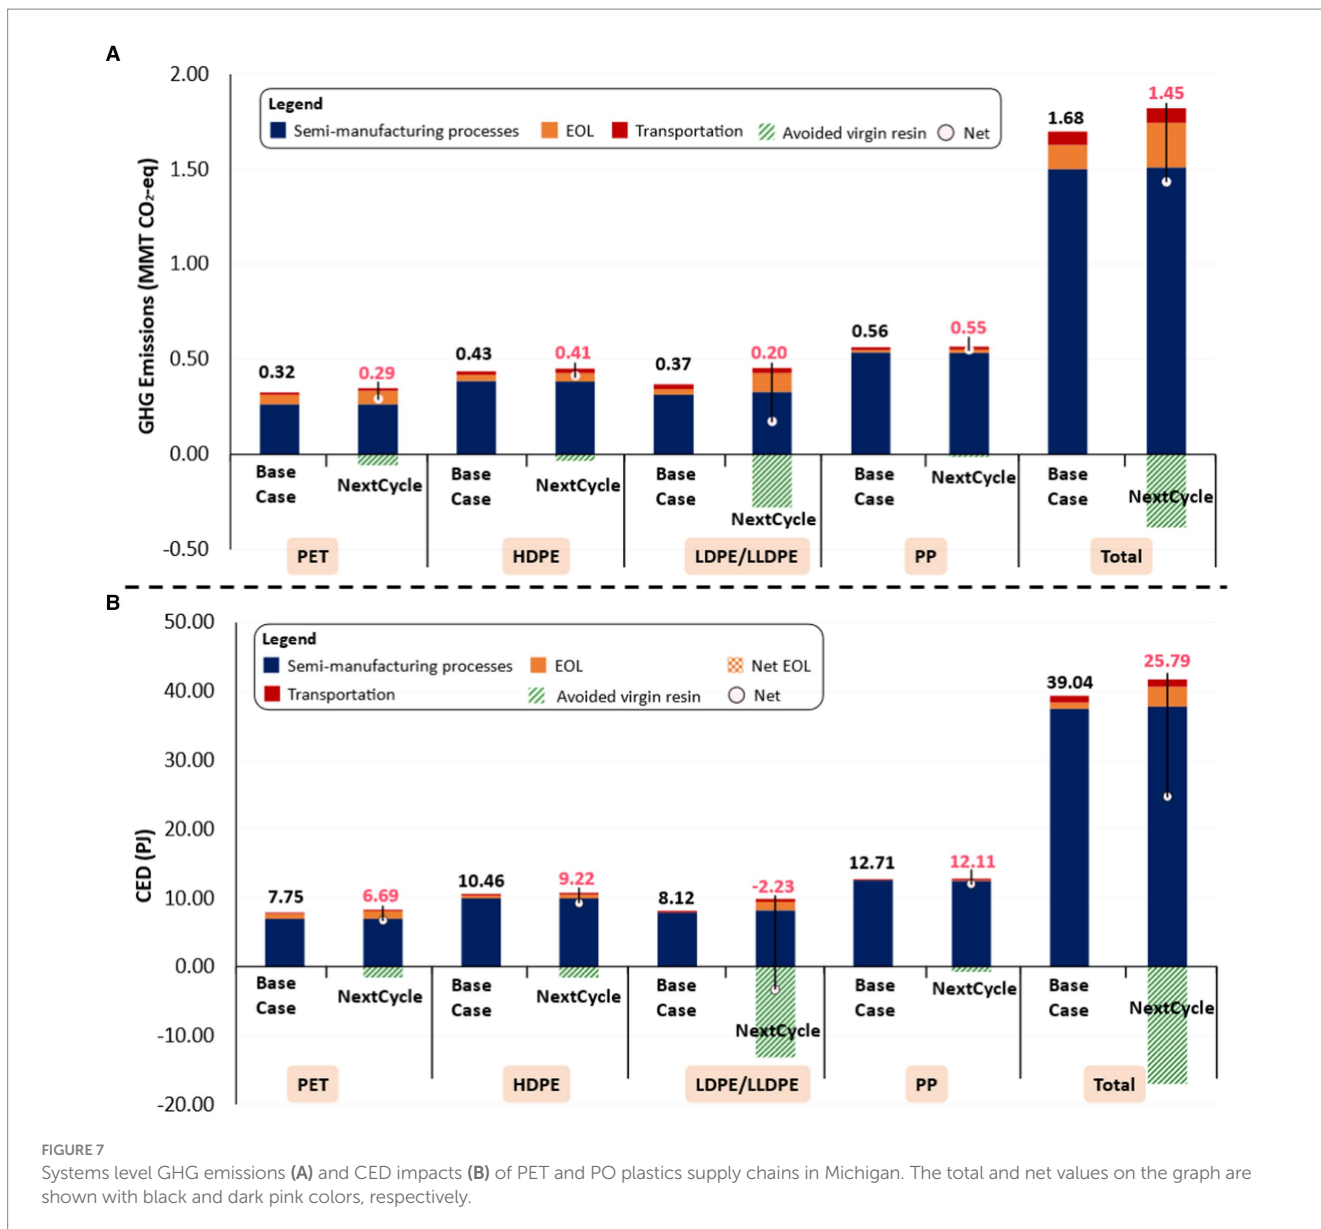 A
2.00
Legend
Semi-manufacturing processes EOL Transportation Avoided virgin resin Net
GHG Emissions (MMT CO₂-eq)
1.50
1.00
0.50
0.00
-0.50
0.32 0.29 0.43 0.41 0.37 0.20 0.56 0.55 1.68 1.45
Base Case NextCycle Base Case NextCycle Base Case NextCycle Base Case NextCycle Base Case NextCycle
PET HDPE LDPE/LLDPE PP Total
B
50.00
Legend
Semi-manufacturing processes EOL Net EOL
Transportation Avoided virgin resin Net
CED (PJ)
40.00
30.00
20.00
10.00
0.00
-10.00
-20.00
7.75 6.69 10.46 9.22 8.12 -2.23 12.71 12.11 39.04 25.79
Base Case NextCycle Base Case NextCycle Base Case NextCycle Base Case NextCycle Base Case NextCycle
PET HDPE LDPE/LLDPE PP Total
FIGURE 7
Systems level GHG emissions (A) and CED impacts (B) of PET and PO plastics supply chains in Michigan. The total and net values on the graph are
shown with black and dark pink colors, respectively.